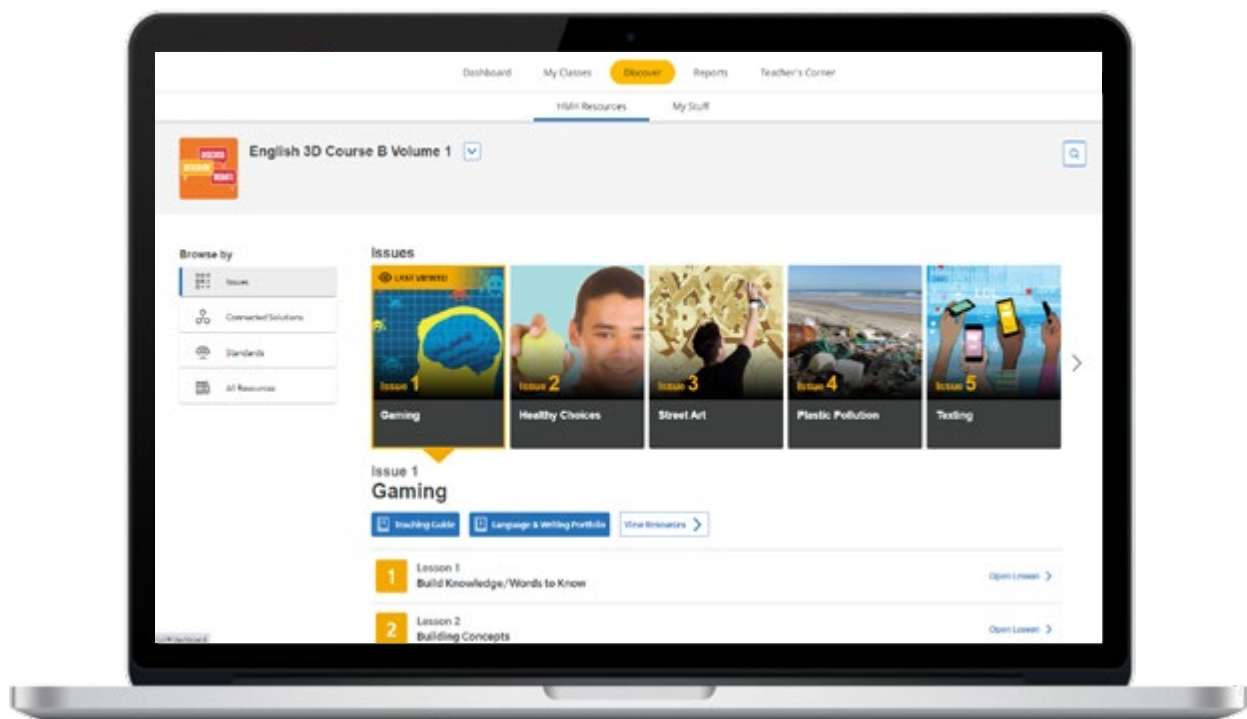 Dashboard My Classes Discover Reports Teacher's Corner
HMH Resources My Stuff
English 3D Course B Volume 1
Browse by
Issues
Connected Solutions
Standards
All Resources
Issues
LAST VIEWED
Issue 1
Gaming
Issue 2
Healthy Choices
Issue 3
Street Art
Issue 4
Plastic Pollution
Issue 5
Texting
Issue 1
Gaming
Teaching Guide Language & Writing Portfolio View Resources
1 Lesson 1
Build Knowledge/Words to Know
Open Lesson
2 Lesson 2
Building Concepts
Open Lesson